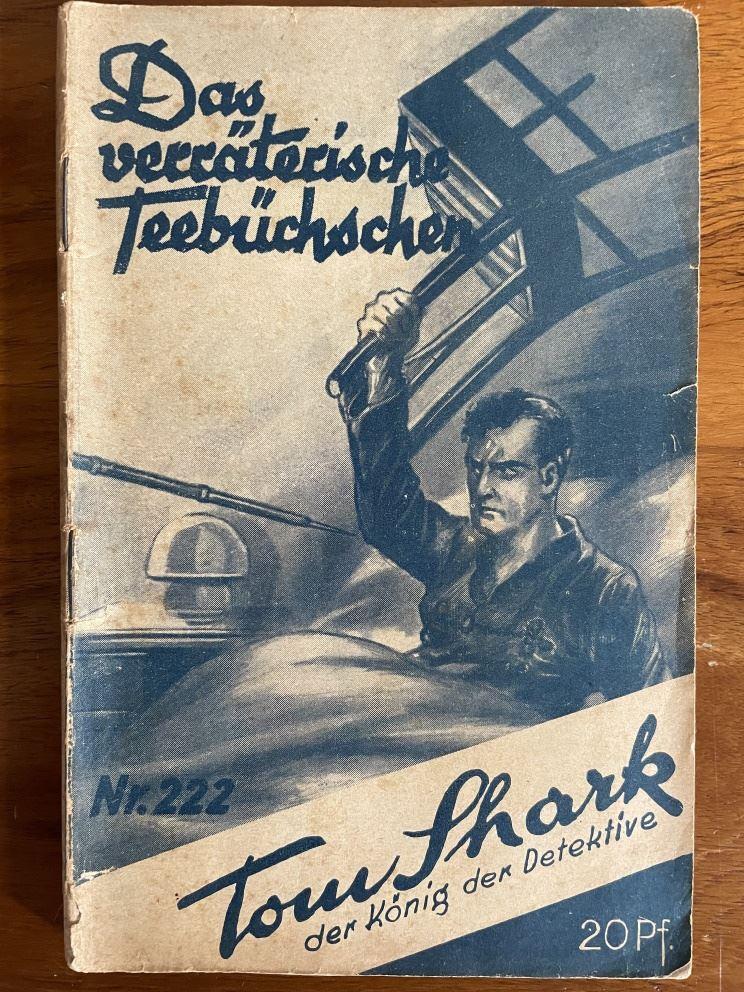 Das
verräterische
Teebüchschen
Nr. 222
Tom Shark
der König der Detektive
20 Pf.